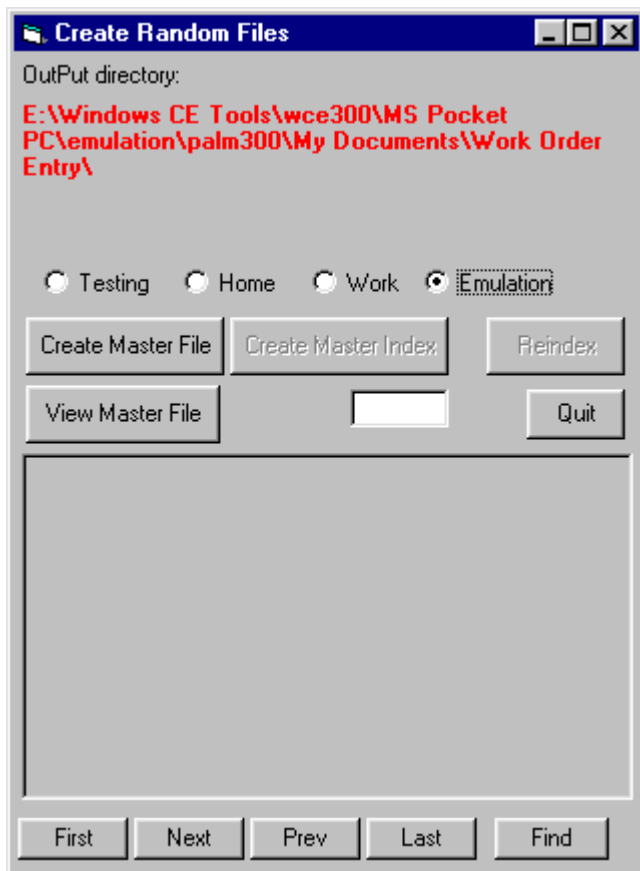 Create Random Files
OutPut directory:
E:\Windows CE Tools\wce300\MS Pocket
PC\emulation\palm300\My Documents\Work Order
Entry\
Testing Home Work Emulation
Create Master File Create Master Index Reindex
View Master File Quit
First Next Prev Last Find